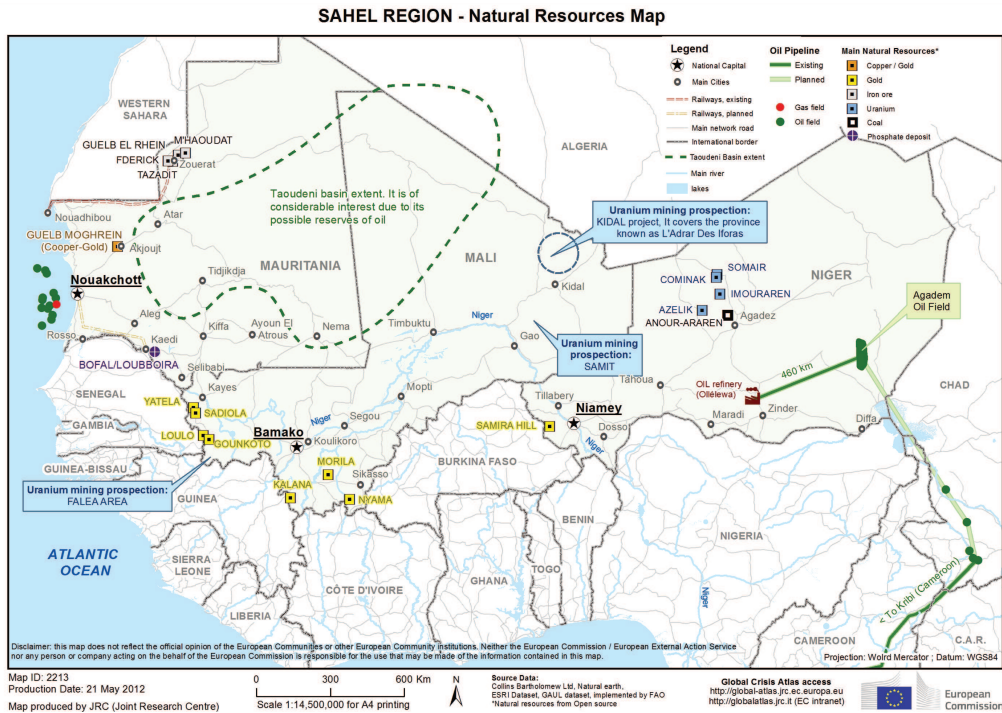 SAHEL REGION - Natural Resources Map
Legend
National Capital
Main Cities
Railways, existing
Railways, planned
Main network road
International border
Taoudeni Basin extent
Main river
lakes
Oil Pipeline
Existing
Planned
Gas field
Oil field
Main Natural Resources*
Copper / Gold
Gold
Iron ore
Uranium
Coal
Phosphate deposit
WESTERN
SAHARA
ALGERIA
GUELB EL RHEIN
M'HAOUDAT
FDERICK
Zouerat
TAZADIT
Taoudeni basin extent. It is of
considerable interest due to its
possible reserves of oil
Uranium mining prospection:
KIDAL project, It covers the province
known as L'Adrar Des Iforas
Nouadhibou
Atar
GUELB MOGHREIN
(Cooper-Gold)
Akjoujt
Tidjikdja
MAURITANIA
MALI
Kidal
NIGER
SOMAIR
COMINAK
IMOURAREN
AZELIK
ANOUR-ARAREN
Agadez
Agadem
Oil Field
Nouakchott
Aleg
Rosso
Kaedi
Kiffa
Ayoun El
Atrous
Nema
Timbuktu
Niger
Gao
Uranium mining
prospection:
SAMIT
BOFAL/LOUBBOIRA
Selibabi
Kayes
SENEGAL
YATELA
SADIOLA
GAMBIA
LOULO
GOUNKOTO
Mopti
Segou
Niger
Bamako
Koulikoro
Tahoua
Tillabery
Niamey
SAMIRA HILL
Dosso
Niger
460 km
OIL refinery
(Ollélewa)
Maradi
Zinder
Diffa
CHAD
GUINEA-BISSAU
Uranium mining prospection:
FALEA AREA
GUINEA
MORILA
Sikasso
KALANA
NYAMA
BURKINA FASO
BENIN
NIGERIA
ATLANTIC
OCEAN
SIERRA
LEONE
LIBERIA
CÔTE D'IVOIRE
GHANA
TOGO
Niger
CAMEROON
< To Kribi (Cameroon)
C.A.R.
Disclaimer: this map does not reflect the official opinion of the European Communities or other European Community institutions. Neither the European Commission / European External Action Service
nor any person or company acting on the behalf of the European Commission is responsible for the use that may be made of the information contained in this map.
Projection: Wolrd Mercator ; Datum: WGS84
Map ID: 2213
Production Date: 21 May 2012
Map produced by JRC (Joint Research Centre)
0 300 600 Km
Scale 1:14,500,000 for A4 printing
N
Source Data:
Collins Bartholomew Ltd, Natural earth,
ESRI Dataset, GAUL dataset, implemented by FAO
*Natural resources from Open source
Global Crisis Atlas access
http://global-atlas.jrc.ec.europa.eu
http://globalatlas.jrc.it (EC intranet)
European
Commission